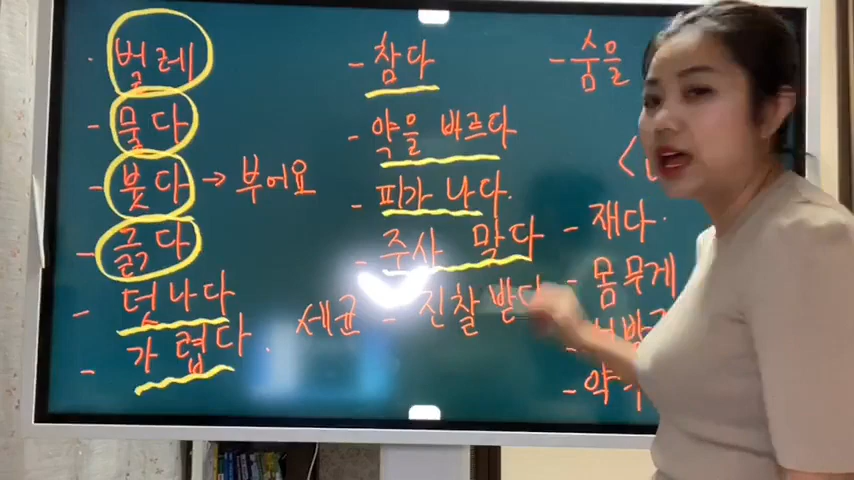 · 벌레
- 물다
- 붓다 → 부어요
- 긁다
- 덧나다
- 가렵다.
세균
- 참다
- 약을 바르다
- 피가 나다.
- 주사 맞다
- 진찰 받다
- 숨을
- 재다.
- 몸무게